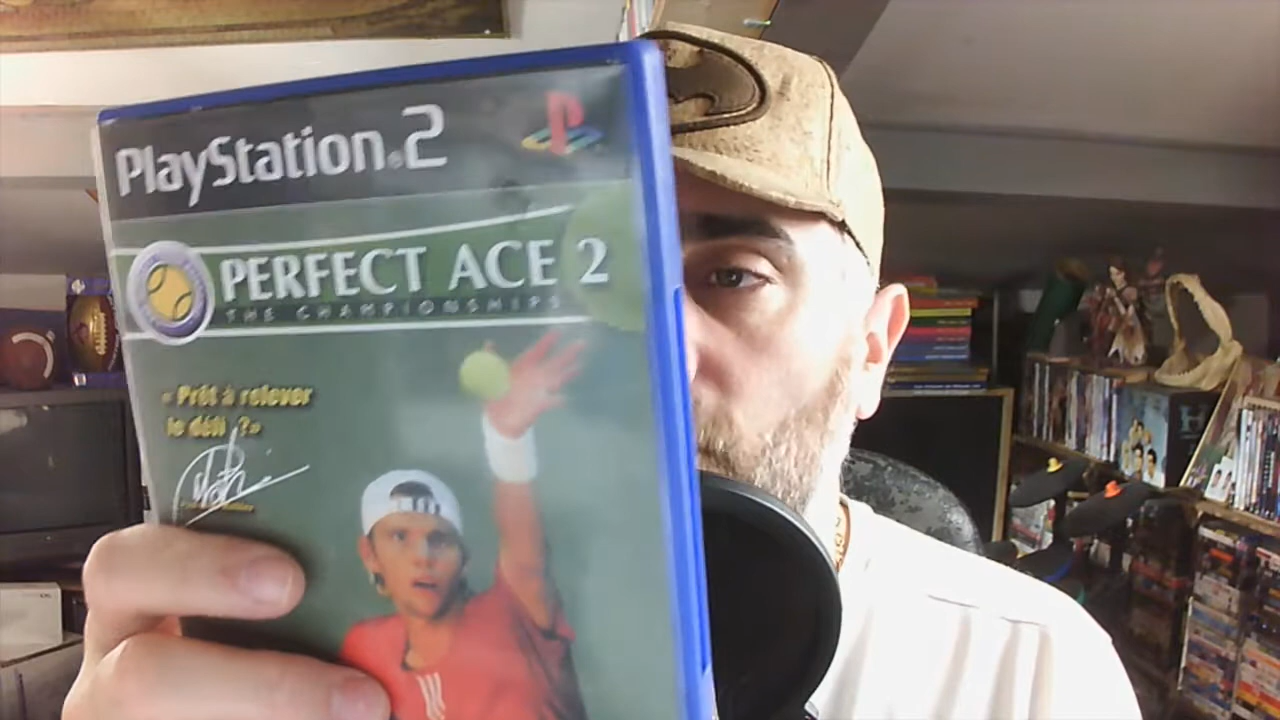 PlayStation®2
PERFECT ACE 2
THE CHAMPIONSHIPS
« Prêt à relever
le défi ?»